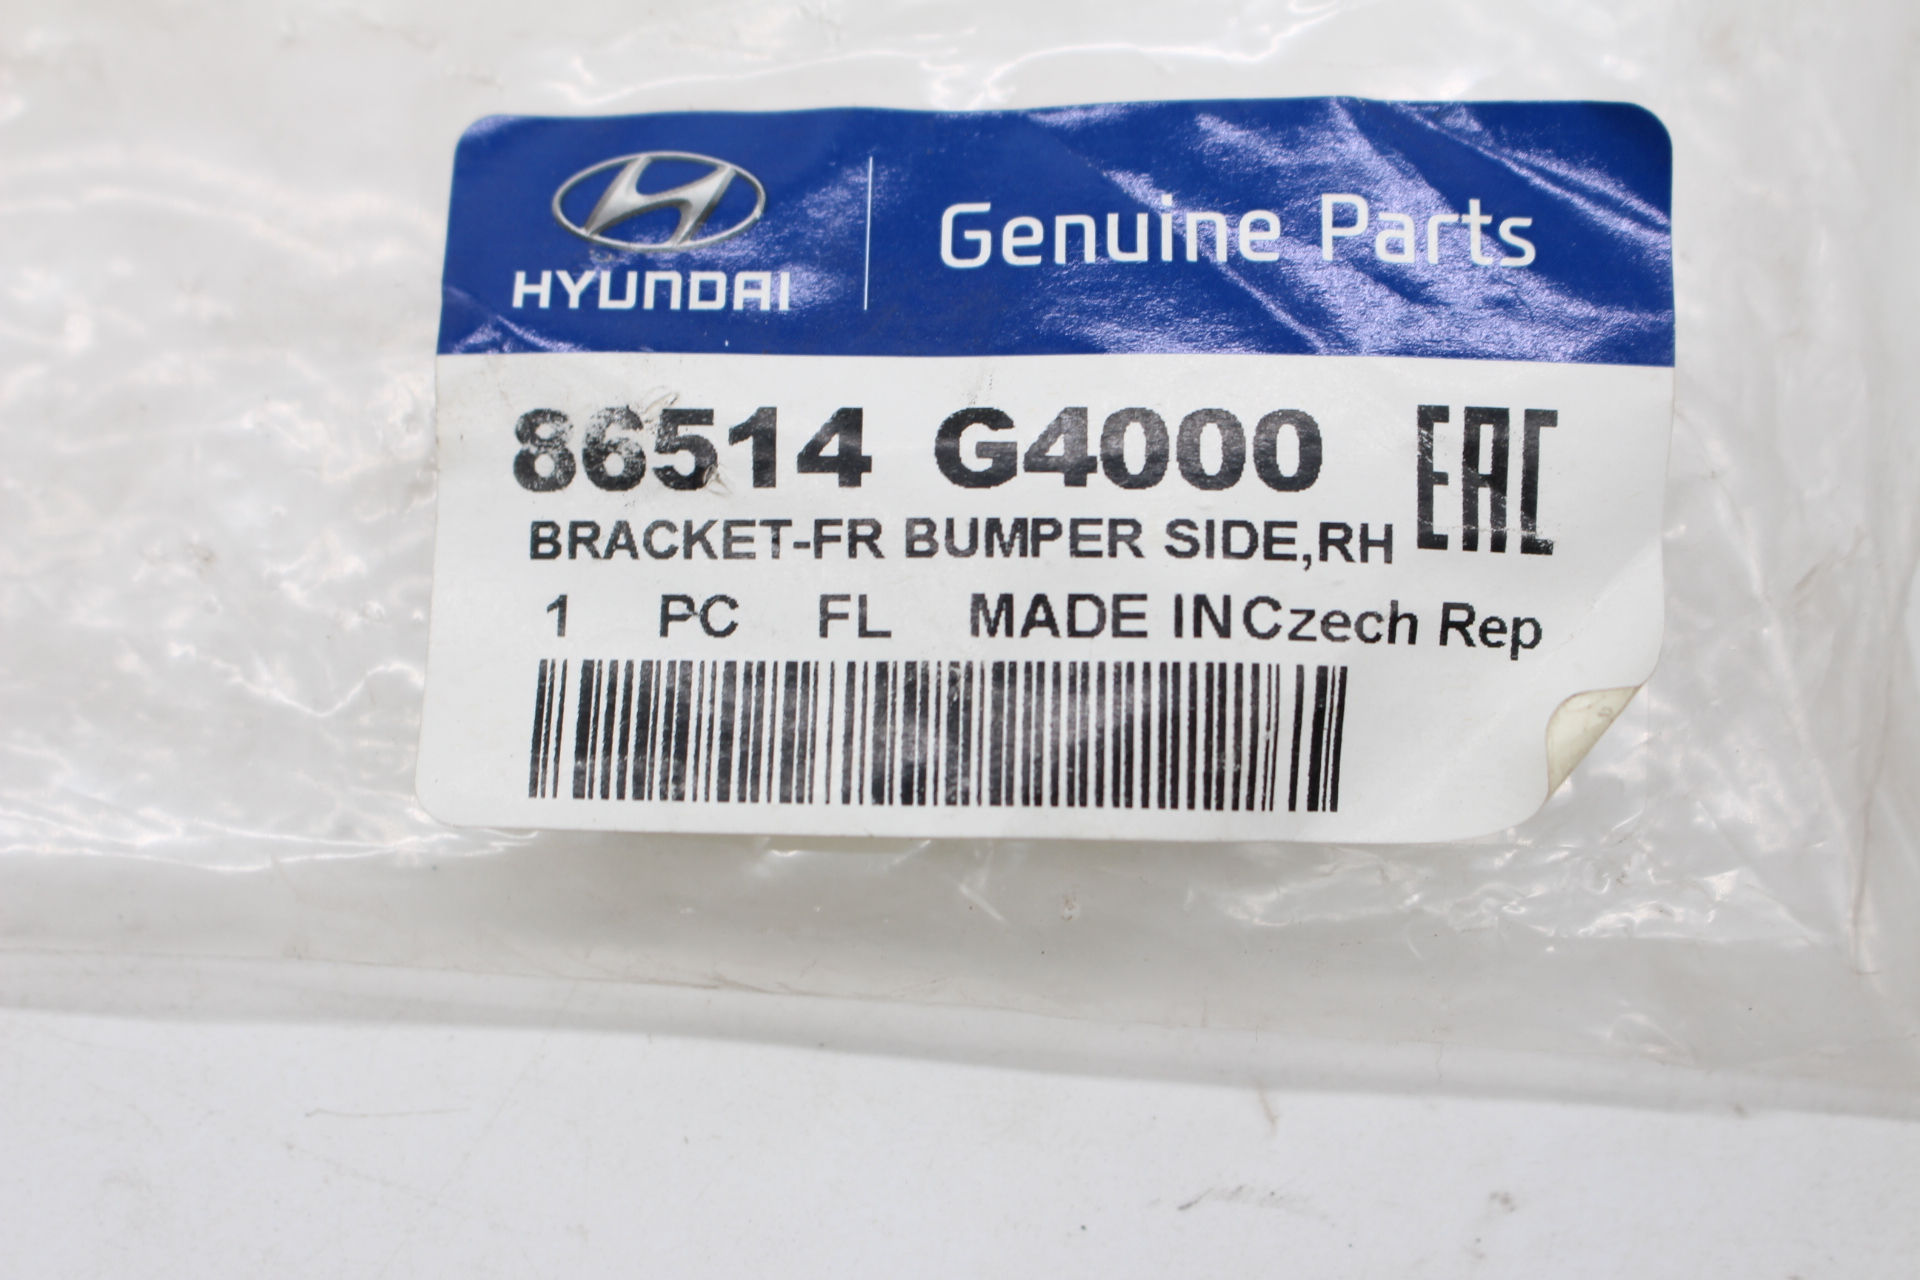 HYUNDAI
Genuine Parts
86514 G4000
EAC
BRACKET-FR BUMPER SIDE,RH
1 PC FL MADE IN Czech Rep